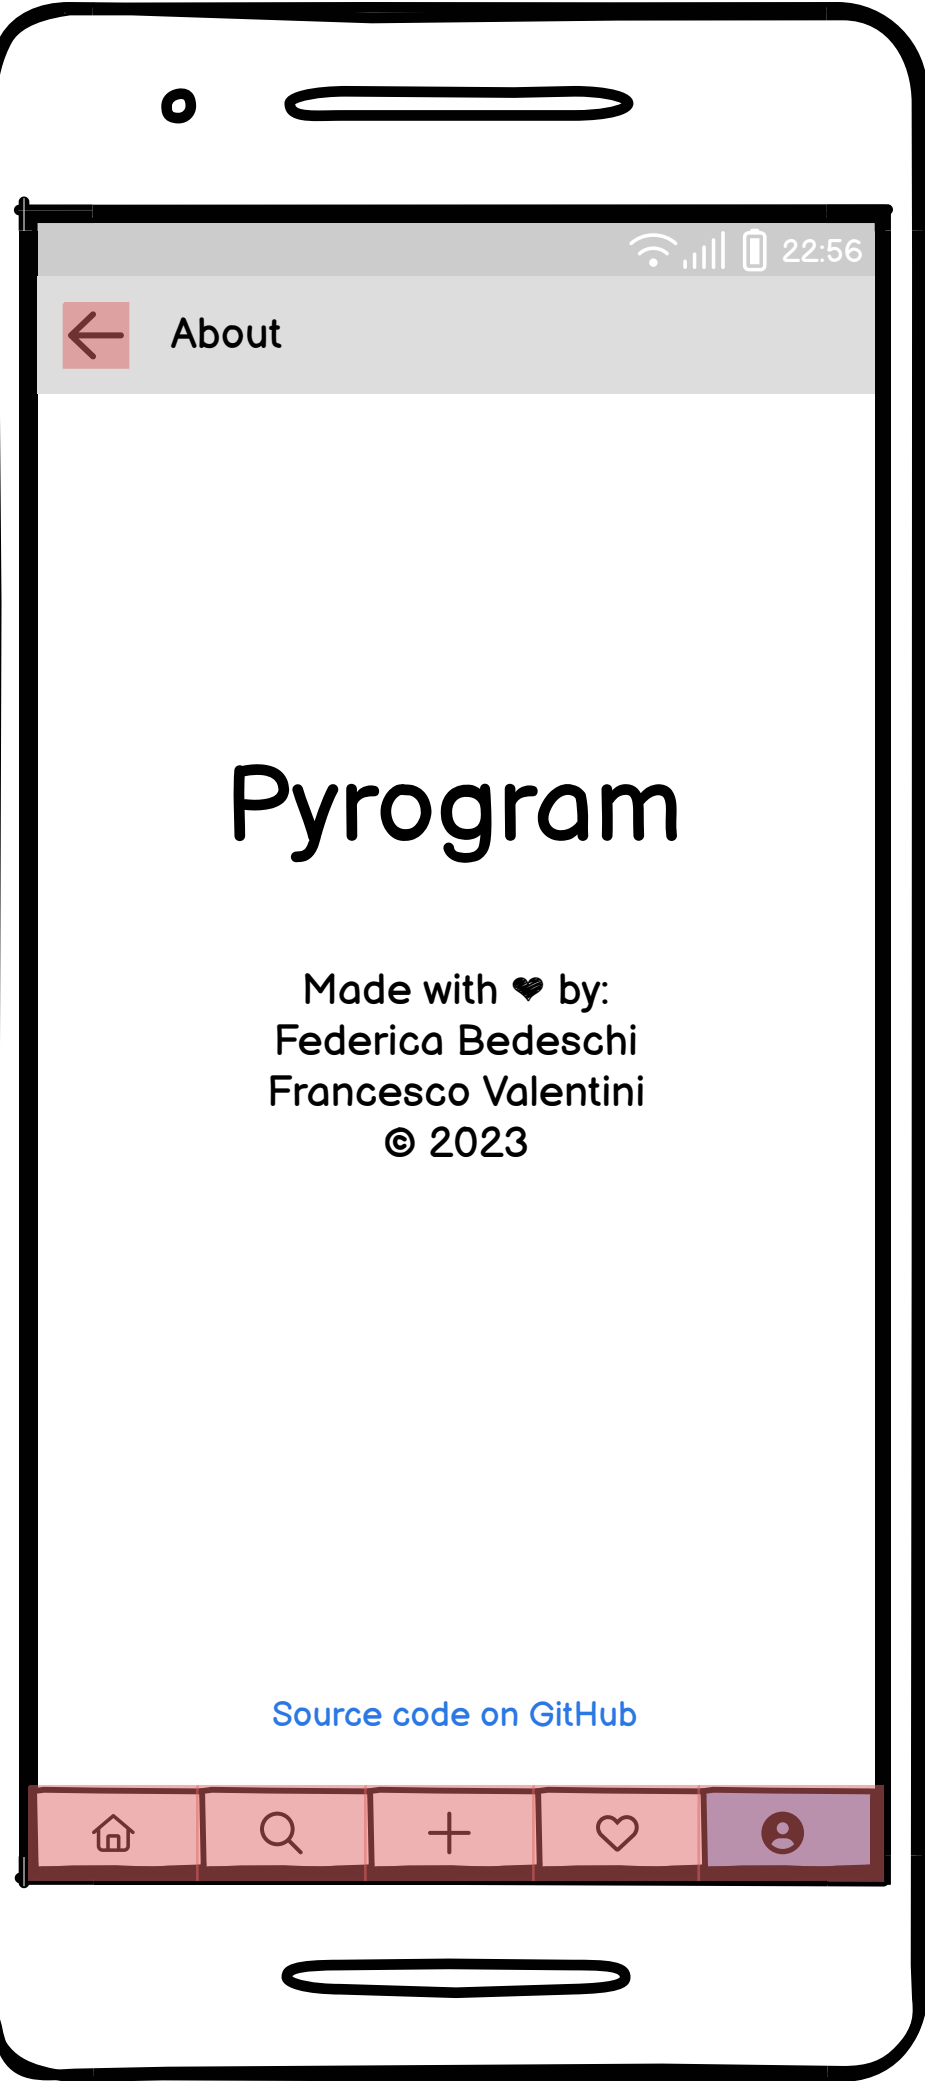 22:56
About
Pyrogram
Made with ❤ by:
Federica Bedeschi
Francesco Valentini
© 2023
Source code on GitHub